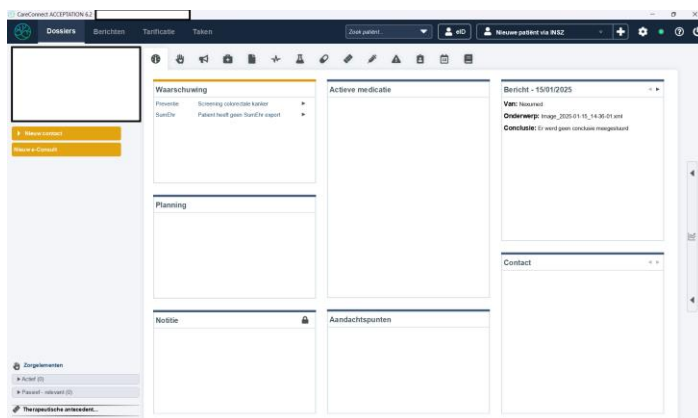 CareConnect ACCEPTATION 6.2
Dossiers Berichten Tarificatie Taken Zoek patiënt... eID Nieuwe patiënt via INSZ
Nieuw contact
Nieuw e-Consult
Waarschuwing
Preventie Screening colorectale kanker
SumEhr Patiënt heeft geen SumEhr export
Planning
Notitie
Actieve medicatie
Aandachtspunten
Bericht - 15/01/2025
Van: Nexumed
Onderwerp: Image_2025-01-15_14-36-01.xml
Conclusie: Er werd geen conclusie meegestuurd
Contact
Zorgelementen
Actief (0)
Passief - relevant (0)
Therapeutische antecedent...